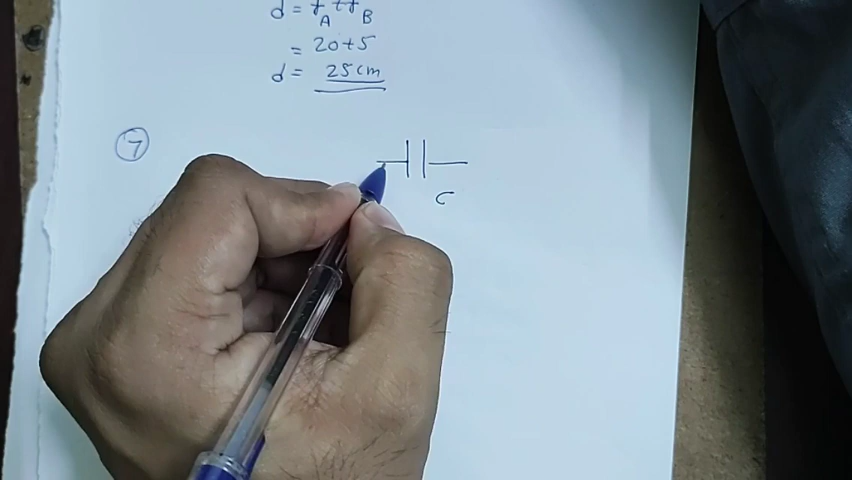 d = f_A + f_B
= 20+5
d = 25cm
7
C